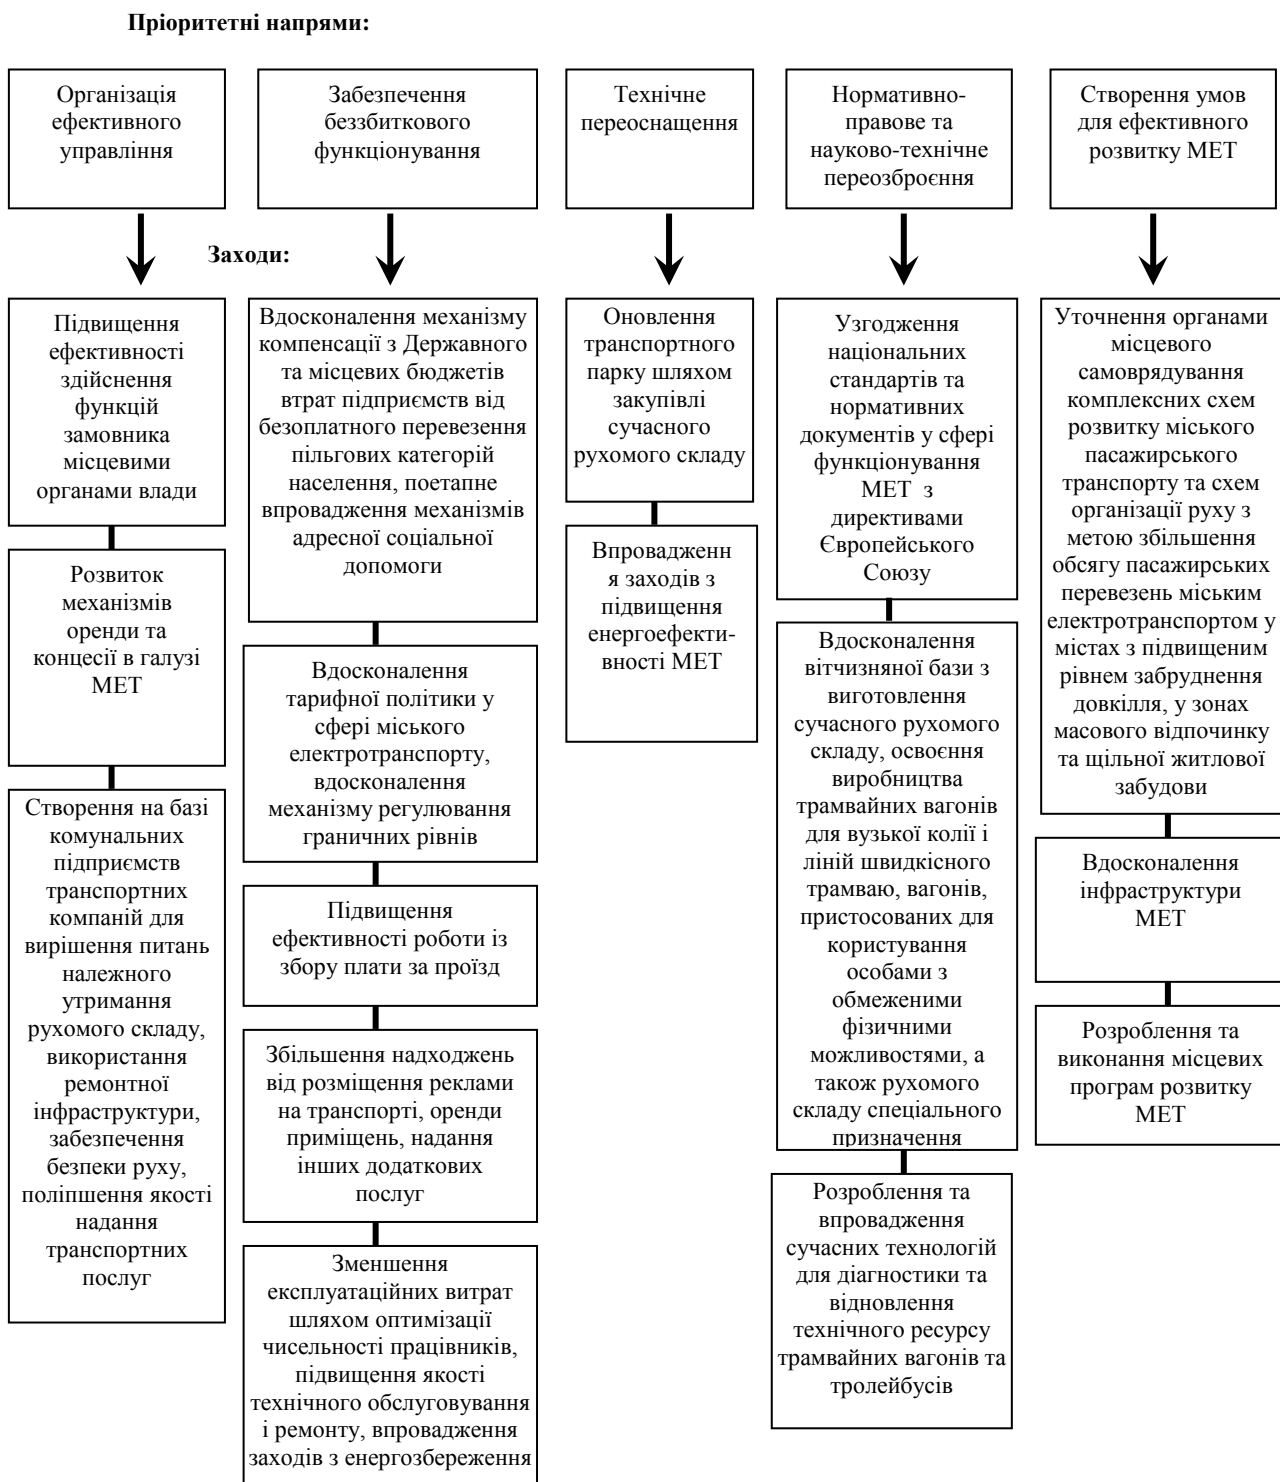 Пріоритетні напрями:
Організація
ефективного
управління
Забезпечення
беззбиткового
функціонування
Технічне
переоснащення
Нормативно-
правове та
науково-технічне
переозброєння
Створення умов
для ефективного
розвитку МЕТ
Заходи:
Підвищення
ефективності
здійснення
функцій
замовника
місцевими
органами влади
Розвиток
механізмів
оренди та
концесії в галузі
МЕТ
Створення на базі
комунальних
підприємств
транспортних
компаній для
вирішення питань
належного
утримання
рухомого складу,
використання
ремонтної
інфраструктури,
забезпечення
безпеки руху,
поліпшення якості
надання
транспортних
послуг
Вдосконалення механізму
компенсації з Державного
та місцевих бюджетів
втрат підприємств від
безоплатного перевезення
пільгових категорій
населення, поетапне
впровадження механізмів
адресної соціальної
допомоги
Вдосконалення
тарифної політики у
сфері міського
електротранспорту,
вдосконалення
механізму регулювання
граничних рівнів
Підвищення
ефективності роботи із
збору плати за проїзд
Збільшення надходжень
від розміщення реклами
на транспорті, оренди
приміщень, надання
інших додаткових
послуг
Зменшення
експлуатаційних витрат
шляхом оптимізації
чисельності працівників,
підвищення якості
технічного обслуговування
і ремонту, впровадження
заходів з енергозбереження
Оновлення
транспортного
парку шляхом
закупівлі
сучасного
рухомого складу
Впровадженн
я заходів з
підвищення
енергоефекти-
вності МЕТ
Узгодження
національних
стандартів та
нормативних
документів у сфері
функціонування
МЕТ з
директивами
Європейського
Союзу
Вдосконалення
вітчизняної бази з
виготовлення
сучасного рухомого
складу, освоєння
виробництва
трамвайних вагонів
для вузької колії і
ліній швидкісного
трамваю, вагонів,
пристосованих для
користування
особами з
обмеженими
фізичними
можливостями, а
також рухомого
складу спеціального
призначення
Розроблення та
впровадження
сучасних технологій
для діагностики та
відновлення
технічного ресурсу
трамвайних вагонів та
тролейбусів
Уточнення органами
місцевого
самоврядування
комплексних схем
розвитку міського
пасажирського
транспорту та схем
організації руху з
метою збільшення
обсягу пасажирських
перевезень міським
електротранспортом у
містах з підвищеним
рівнем забруднення
довкілля, у зонах
масового відпочинку
та щільної житлової
забудови
Вдосконалення
інфраструктури
МЕТ
Розроблення та
виконання місцевих
програм розвитку
МЕТ